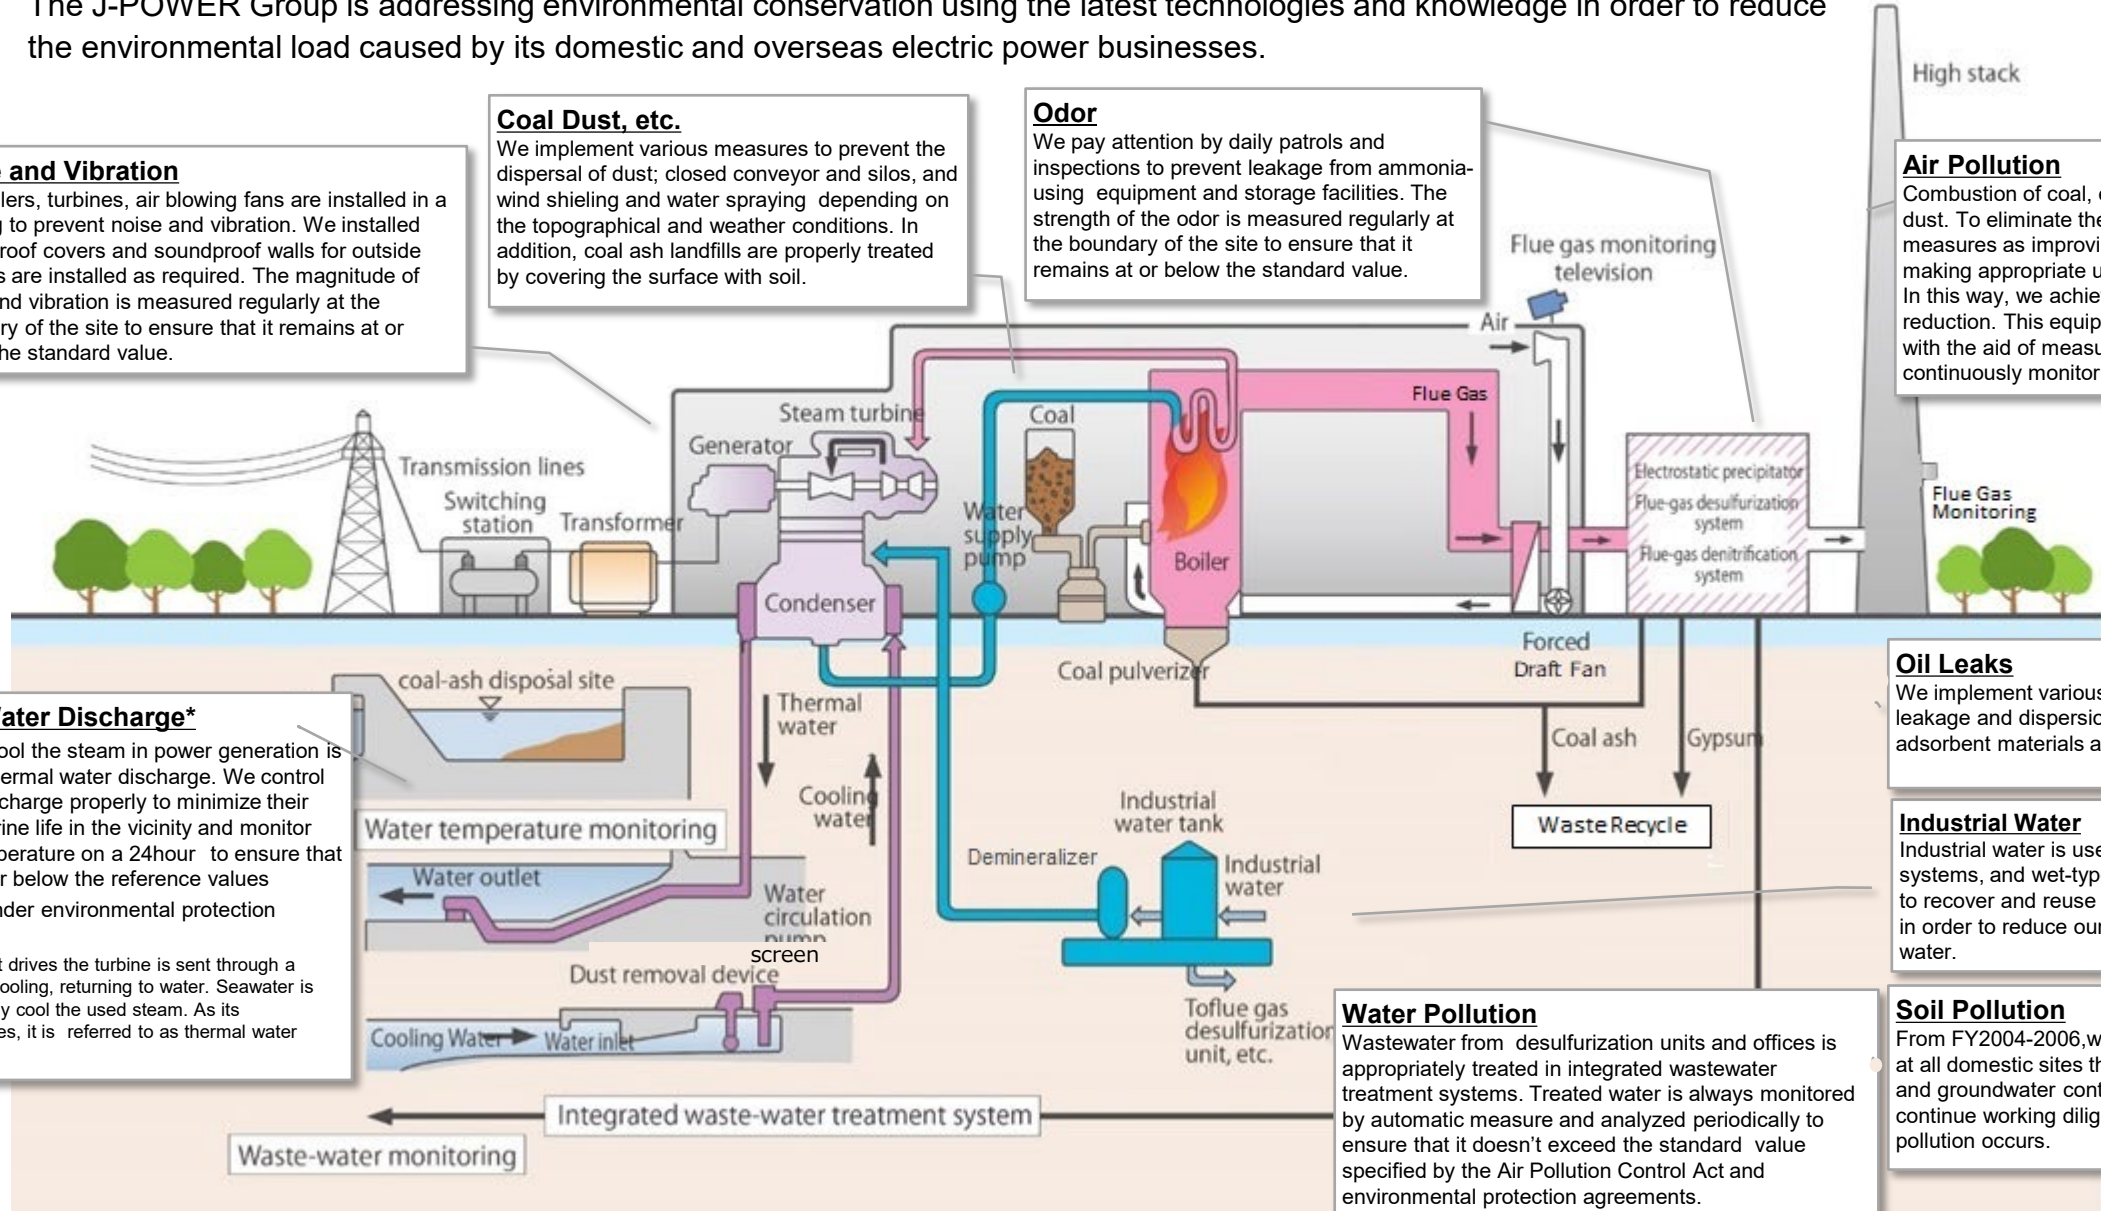 The J-POWER Group is addressing environmental conservation using the latest technologies and knowledge in order to reduce
the environmental load caused by its domestic and overseas electric power businesses.
High stack
Coal Dust, etc.
We implement various measures to prevent the
dispersal of dust; closed conveyor and silos, and
wind shieling and water spraying depending on
the topographical and weather conditions. In
addition, coal ash landfills are properly treated
by covering the surface with soil.
Odor
We pay attention by daily patrols and
inspections to prevent leakage from ammonia-
using equipment and storage facilities. The
strength of the odor is measured regularly at
the boundary of the site to ensure that it
remains at or below the standard value.
and Vibration
lers, turbines, air blowing fans are installed in a
to prevent noise and vibration. We installed
roof covers and soundproof walls for outside
s are installed as required. The magnitude of
nd vibration is measured regularly at the
ry of the site to ensure that it remains at or
he standard value.
Air Pollution
Combustion of coal,
dust. To eliminate the
measures as improvi
making appropriate u
In this way, we achie
reduction. This equip
with the aid of measu
continuously monitor
Flue gas monitoring
television
Air
Flue Gas
Steam turbine
Generator
Coal
Transmission lines
Switching
station
Transformer
Water
supply
pump
Boiler
Condenser
Electrostatic precipitator
Flue-gas desulfurization
system
Flue-gas denitrification
system
Flue Gas
Monitoring
Forced
Draft Fan
Coal pulverizer
coal-ash disposal site
Thermal
water
Cooling
water
Coal ash
Gypsum
Waste Recycle
Oil Leaks
We implement various
leakage and dispersio
adsorbent materials a
ater Discharge*
ool the steam in power generation is
ermal water discharge. We control
charge properly to minimize their
rine life in the vicinity and monitor
perature on a 24hour to ensure that
r below the reference values
nder environmental protection
t drives the turbine is sent through a
ooling, returning to water. Seawater is
y cool the used steam. As its
es, it is referred to as thermal water
Water temperature monitoring
Water outlet
Water
circulation
pump
screen
Dust removal device
Cooling Water
Water inlet
Demineralizer
Industrial
water tank
Industrial
water
Toflue gas
desulfurization
unit, etc.
Industrial Water
Industrial water is use
systems, and wet-typ
to recover and reuse
in order to reduce our
water.
Water Pollution
Wastewater from desulfurization units and offices is
appropriately treated in integrated wastewater
treatment systems. Treated water is always monitored
by automatic measure and analyzed periodically to
ensure that it doesn’t exceed the standard value
specified by the Air Pollution Control Act and
environmental protection agreements.
Soil Pollution
From FY2004-2006,w
at all domestic sites th
and groundwater cont
continue working dilig
pollution occurs.
Integrated waste-water treatment system
Waste-water monitoring